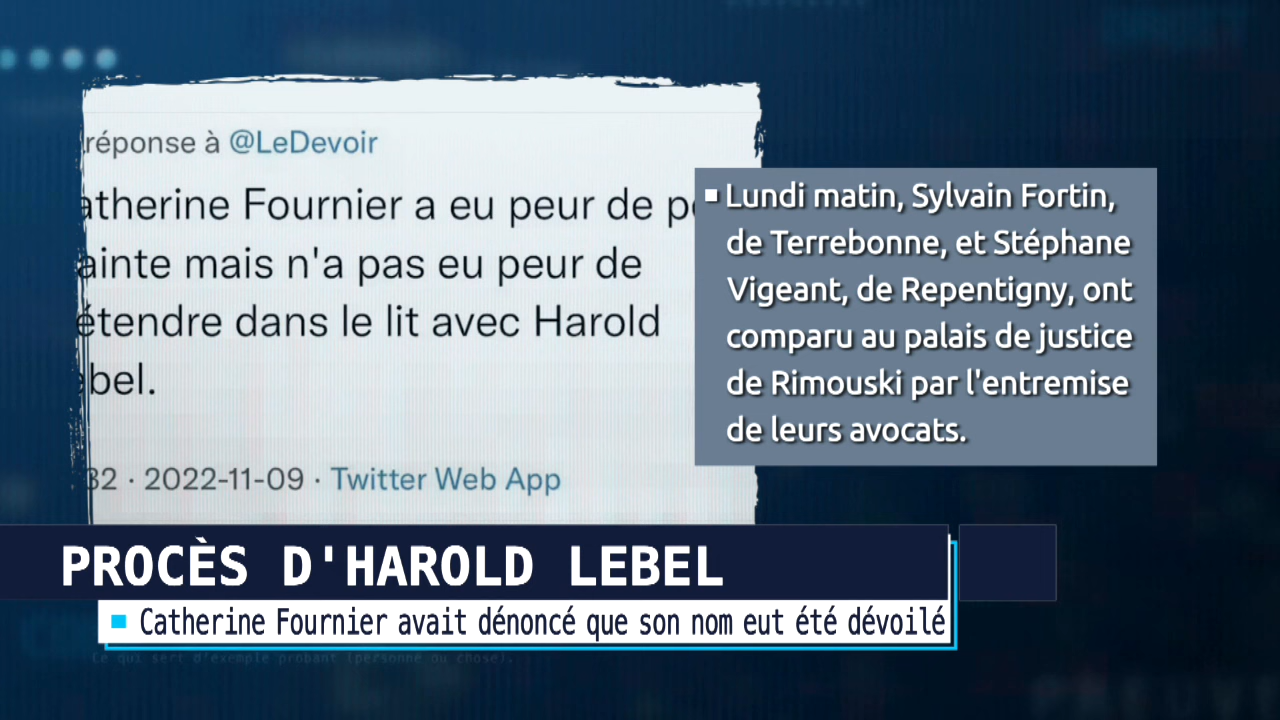 réponse à @LeDevoir
atherine Fournier a eu peur de p
ainte mais n'a pas eu peur de
étendre dans le lit avec Harold
bel.
32 · 2022-11-09 · Twitter Web App
Lundi matin, Sylvain Fortin,
de Terrebonne, et Stéphane
Vigeant, de Repentigny, ont
comparu au palais de justice
de Rimouski par l'entremise
de leurs avocats.
PROCÈS D'HAROLD LEBEL
Catherine Fournier avait dénoncé que son nom eut été dévoilé
Ce qui sert d'exemple probant (personne ou chose).